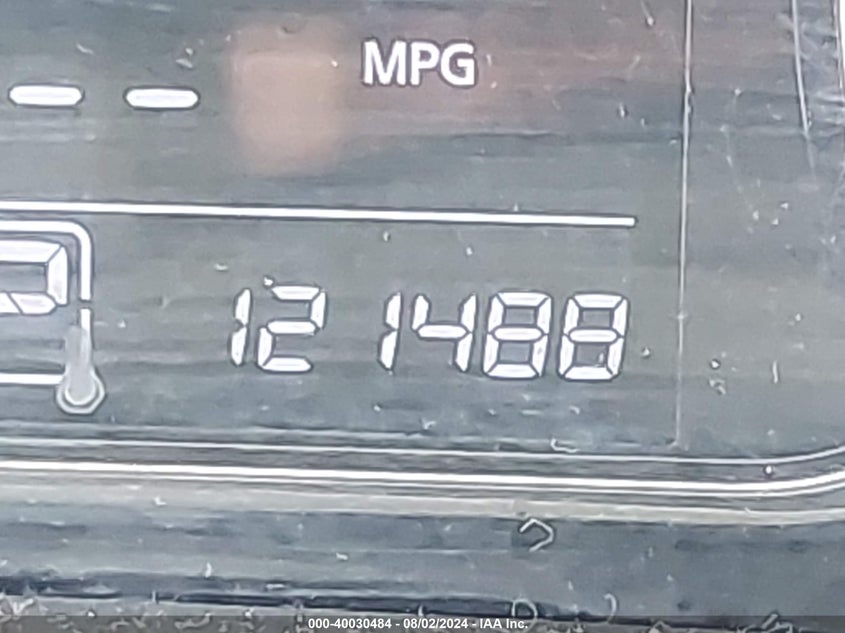 -- MPG
P 121488
000-40030484 - 08/02/2024 - IAA Inc.